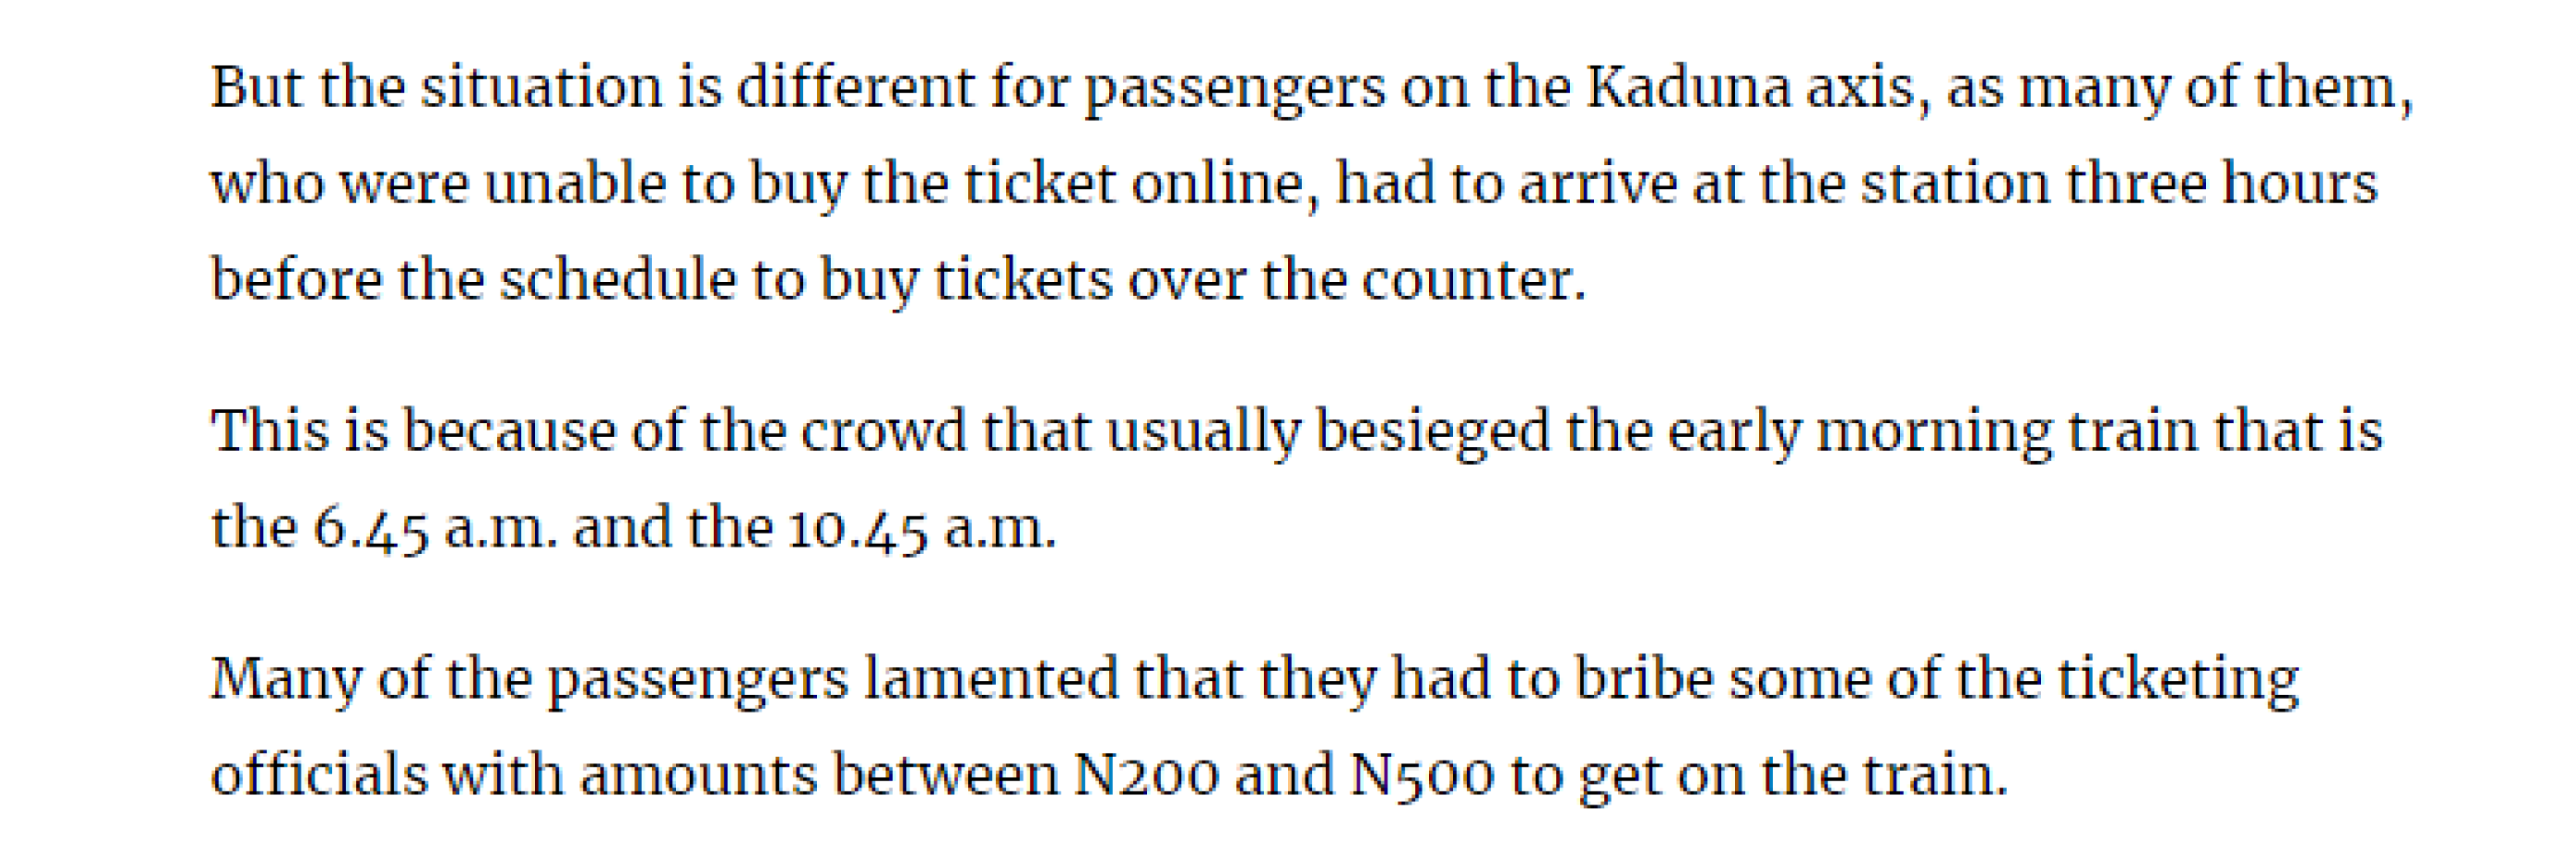 But the situation is different for passengers on the Kaduna axis, as many of them,
who were unable to buy the ticket online, had to arrive at the station three hours
before the schedule to buy tickets over the counter.
This is because of the crowd that usually besieged the early morning train that is
the 6.45 a.m. and the 10.45 a.m.
Many of the passengers lamented that they had to bribe some of the ticketing
officials with amounts between N200 and N500 to get on the train.